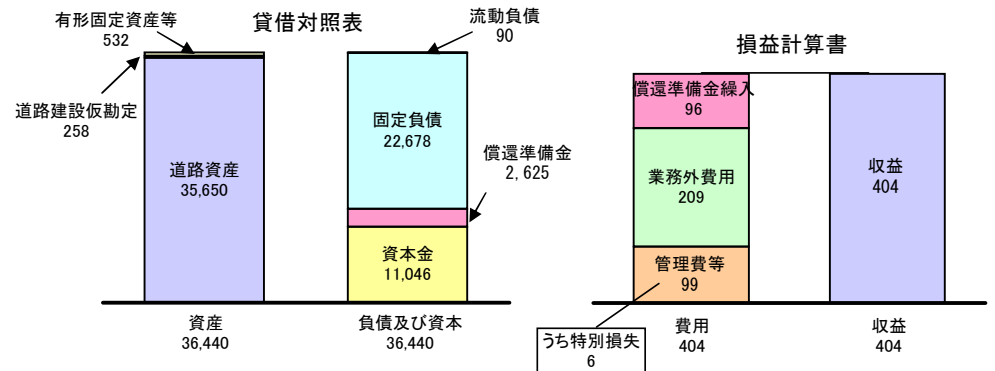 貸借対照表
有形固定資産等
532
道路建設仮勘定
258
道路資産
35,650
資産
36,440
流動負債
90
固定負債
22,678
償還準備金
2,625
資本金
11,046
負債及び資本
36,440
損益計算書
償還準備金繰入
96
業務外費用
209
管理費等
99
うち特別損失
6
費用
404
収益
404
収益
404